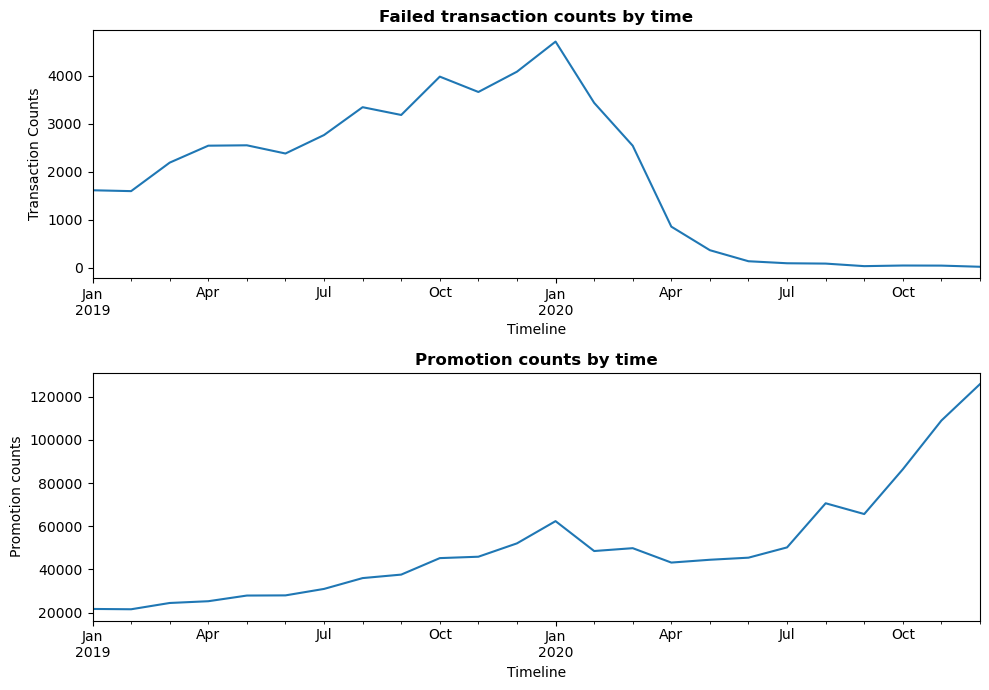 Failed transaction counts by time
Transaction Counts
4000
3000
2000
1000
0
Jan Apr Jul Oct Jan Apr Jul Oct
2019 2020
Timeline
Promotion counts by time
Promotion counts
120000
100000
80000
60000
40000
20000
Jan Apr Jul Oct Jan Apr Jul Oct
2019 2020
Timeline